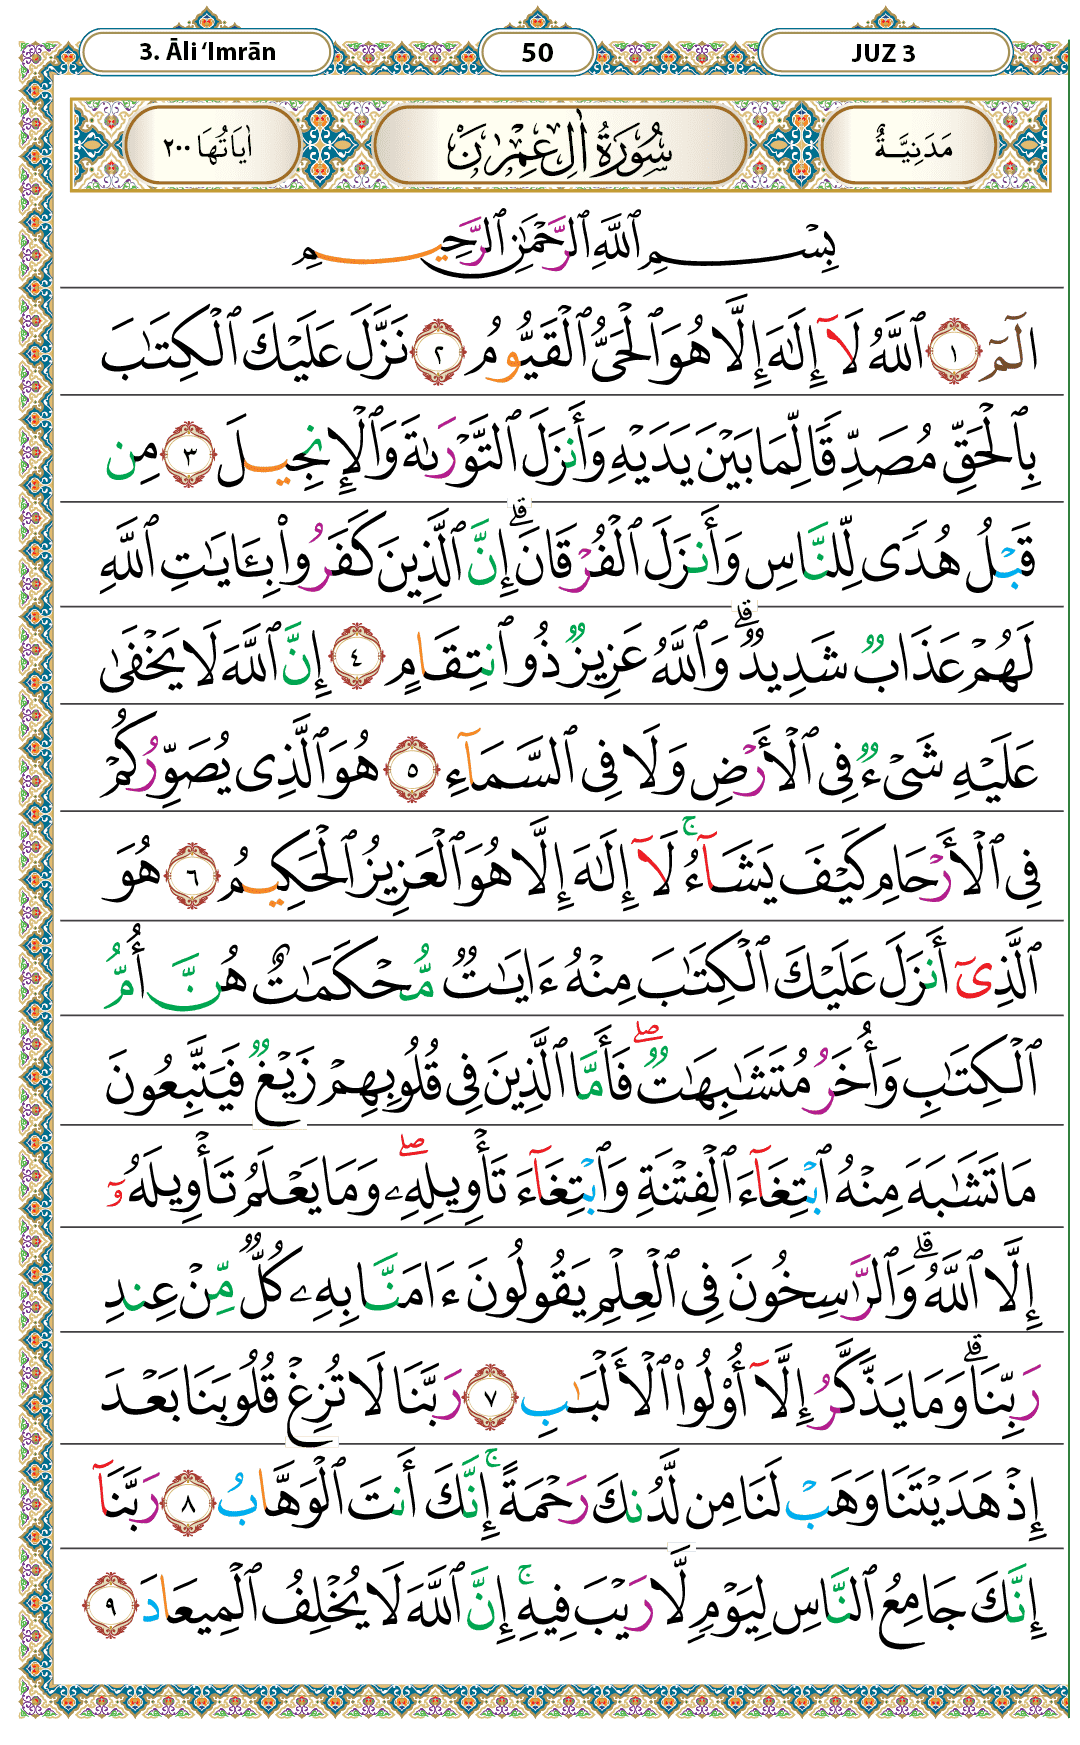 3. Āli ‘Imrān
50
JUZ 3
مَدَنِيَّةٌ
سُوۡرَةُ اٰلِ عِمۡرٰنَ
اٰيَاتُهَا ٢٠٠
بِسۡمِ ٱللَّهِ ٱلرَّحۡمَٰنِ ٱلرَّحِيمِ
الٓمٓ ١ ٱللَّهُ لَآ إِلَٰهَ إِلَّا هُوَ ٱلۡحَيُّ ٱلۡقَيُّومُ ٢ نَزَّلَ عَلَيۡكَ ٱلۡكِتَٰبَ
بِٱلۡحَقِّ مُصَدِّقٗا لِّمَا بَيۡنَ يَدَيۡهِ وَأَنزَلَ ٱلتَّوۡرَىٰةَ وَٱلۡإِنجِيلَ ٣ مِن
قَبۡلُ هُدٗى لِّلنَّاسِ وَأَنزَلَ ٱلۡفُرۡقَانَۗ إِنَّ ٱلَّذِينَ كَفَرُواْ بِـَٔايَٰتِ ٱللَّهِ
لَهُمۡ عَذَابٞ شَدِيدٞۗ وَٱللَّهُ عَزِيزٞ ذُو ٱنتِقَامٍ ٤ إِنَّ ٱللَّهَ لَا يَخۡفَىٰ
عَلَيۡهِ شَيۡءٞ فِي ٱلۡأَرۡضِ وَلَا فِي ٱلسَّمَآءِ ٥ هُوَ ٱلَّذِي يُصَوِّرُكُمۡ
فِي ٱلۡأَرۡحَامِ كَيۡفَ يَشَآءُۚ لَآ إِلَٰهَ إِلَّا هُوَ ٱلۡعَزِيزُ ٱلۡحَكِيمُ ٦ هُوَ
ٱلَّذِيٓ أَنزَلَ عَلَيۡكَ ٱلۡكِتَٰبَ مِنۡهُ ءَايَٰتٞ مُّحۡكَمَٰتٌ هُنَّ أُمُّ
ٱلۡكِتَٰبِ وَأُخَرُ مُتَشَٰبِهَٰتٞۖ فَأَمَّا ٱلَّذِينَ فِي قُلُوبِهِمۡ زَيۡغٞ فَيَتَّبِعُونَ
مَا تَشَٰبَهَ مِنۡهُ ٱبۡتِغَآءَ ٱلۡفِتۡنَةِ وَٱبۡتِغَآءَ تَأۡوِيلِهِۦۖ وَمَا يَعۡلَمُ تَأۡوِيلَهُۥٓ
إِلَّا ٱللَّهُۗ وَٱلرَّٰسِخُونَ فِي ٱلۡعِلۡمِ يَقُولُونَ ءَامَنَّا بِهِۦ كُلّٞ مِّنۡ عِندِ
رَبِّنَاۗ وَمَا يَذَّكَّرُ إِلَّآ أُوْلُواْ ٱلۡأَلۡبَٰبِ ٧ رَبَّنَا لَا تُزِغۡ قُلُوبَنَا بَعۡدَ
إِذۡ هَدَيۡتَنَا وَهَبۡ لَنَا مِن لَّدُنكَ رَحۡمَةًۚ إِنَّكَ أَنتَ ٱلۡوَهَّابُ ٨ رَبَّنَآ
إِنَّكَ جَامِعُ ٱلنَّاسِ لِيَوۡمٖ لَّا رَيۡبَ فِيهِۚ إِنَّ ٱللَّهَ لَا يُخۡلِفُ ٱلۡمِيعَادَ ٩